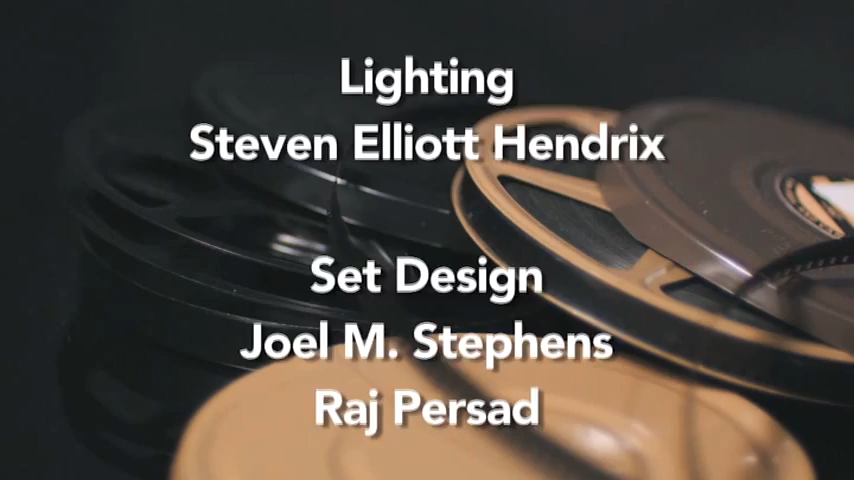 Lighting
Steven Elliott Hendrix
Set Design
Joel M. Stephens
Raj Persad